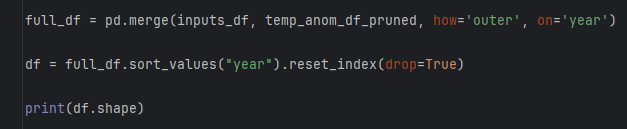 full_df = pd.merge(inputs_df, temp_anom_df_pruned, how='outer', on='year')
df = full_df.sort_values("year").reset_index(drop=True)
print(df.shape)